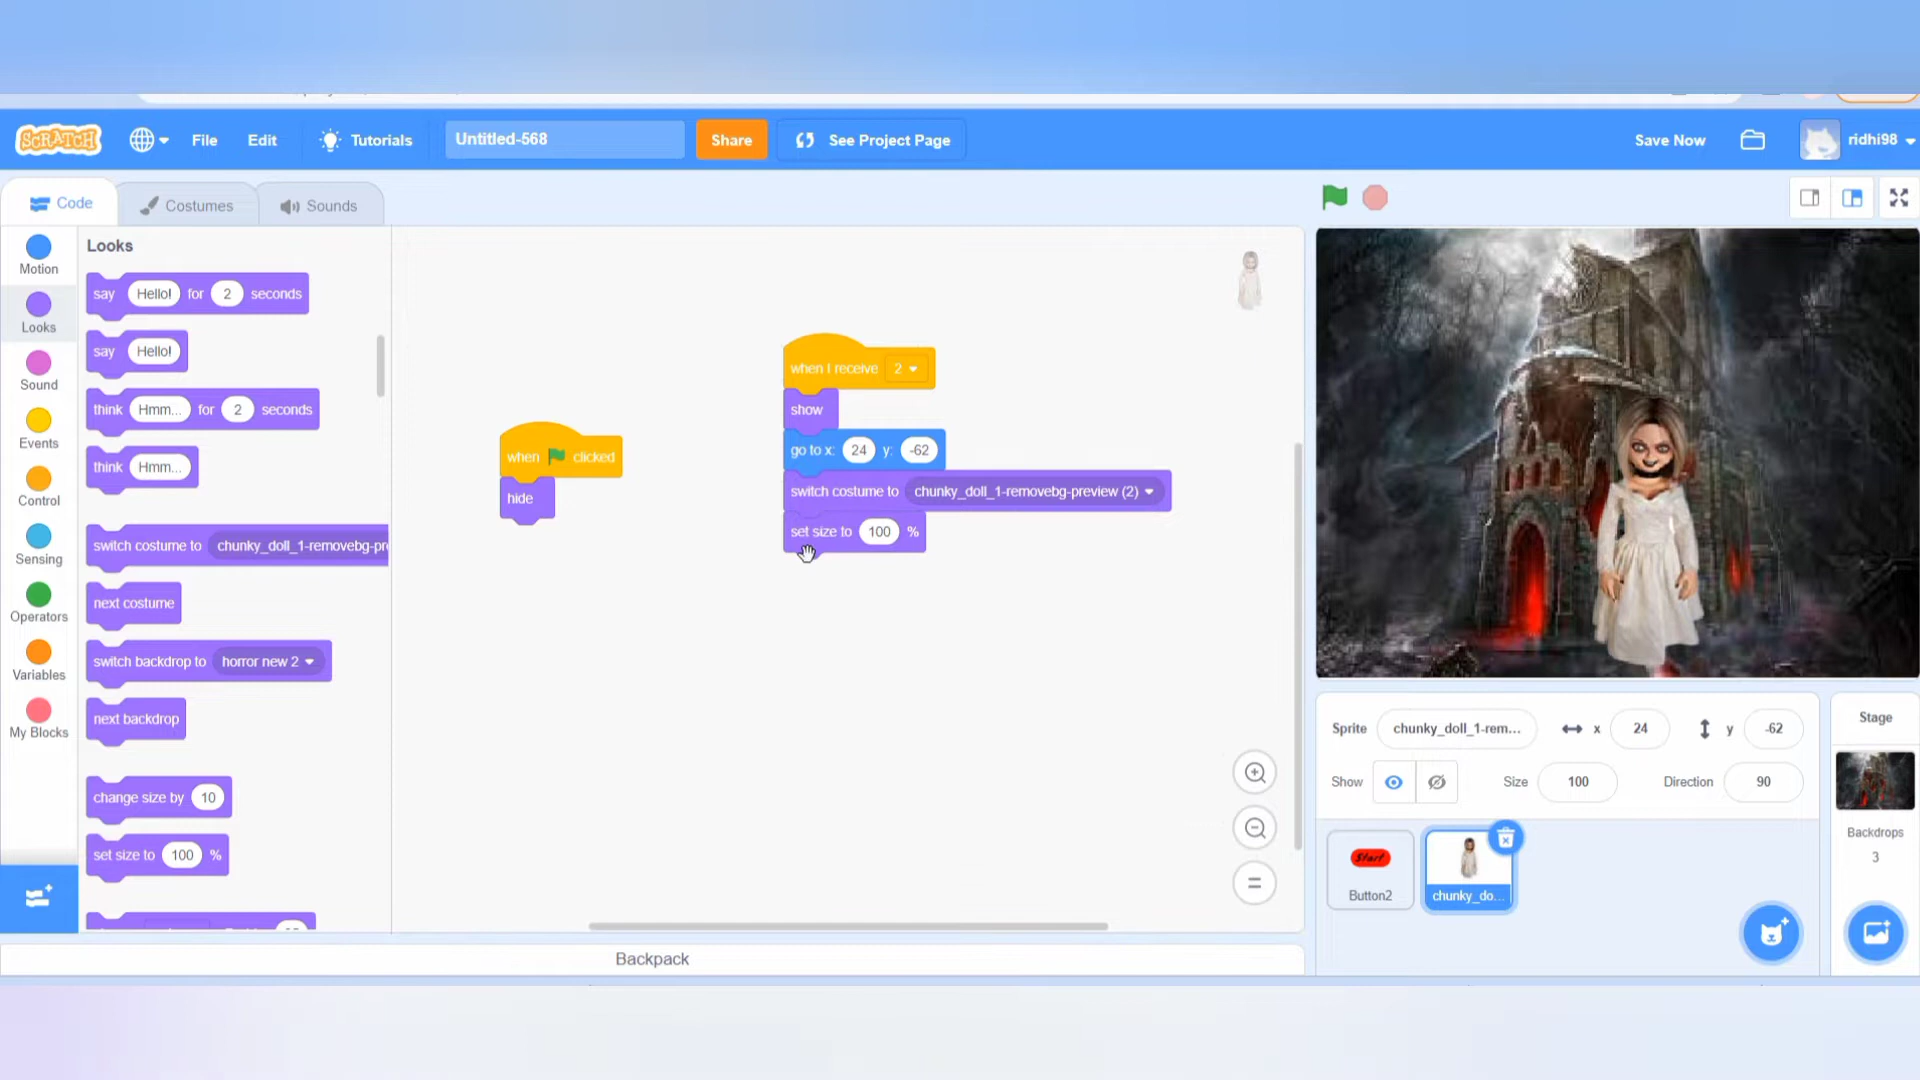 SCRATCH File Edit Tutorials Untitled-568 Share See Project Page Save Now ridhi98
Code Costumes Sounds
Motion
Looks
Sound
Events
Control
Sensing
Operators
Variables
My Blocks
Looks
say Hello! for 2 seconds
say Hello!
think Hmm... for 2 seconds
think Hmm...
switch costume to chunky_doll_1-removebg-pr
next costume
switch backdrop to horror new 2
next backdrop
change size by 10
set size to 100 %
when clicked
hide
when I receive 2
show
go to x: 24 y: -62
switch costume to chunky_doll_1-removebg-preview (2)
set size to 100 %
Backpack
Sprite chunky_doll_1-rem... x 24 y -62
Show Size 100 Direction 90
Start
Button2
chunky_do...
Stage
Backdrops
3